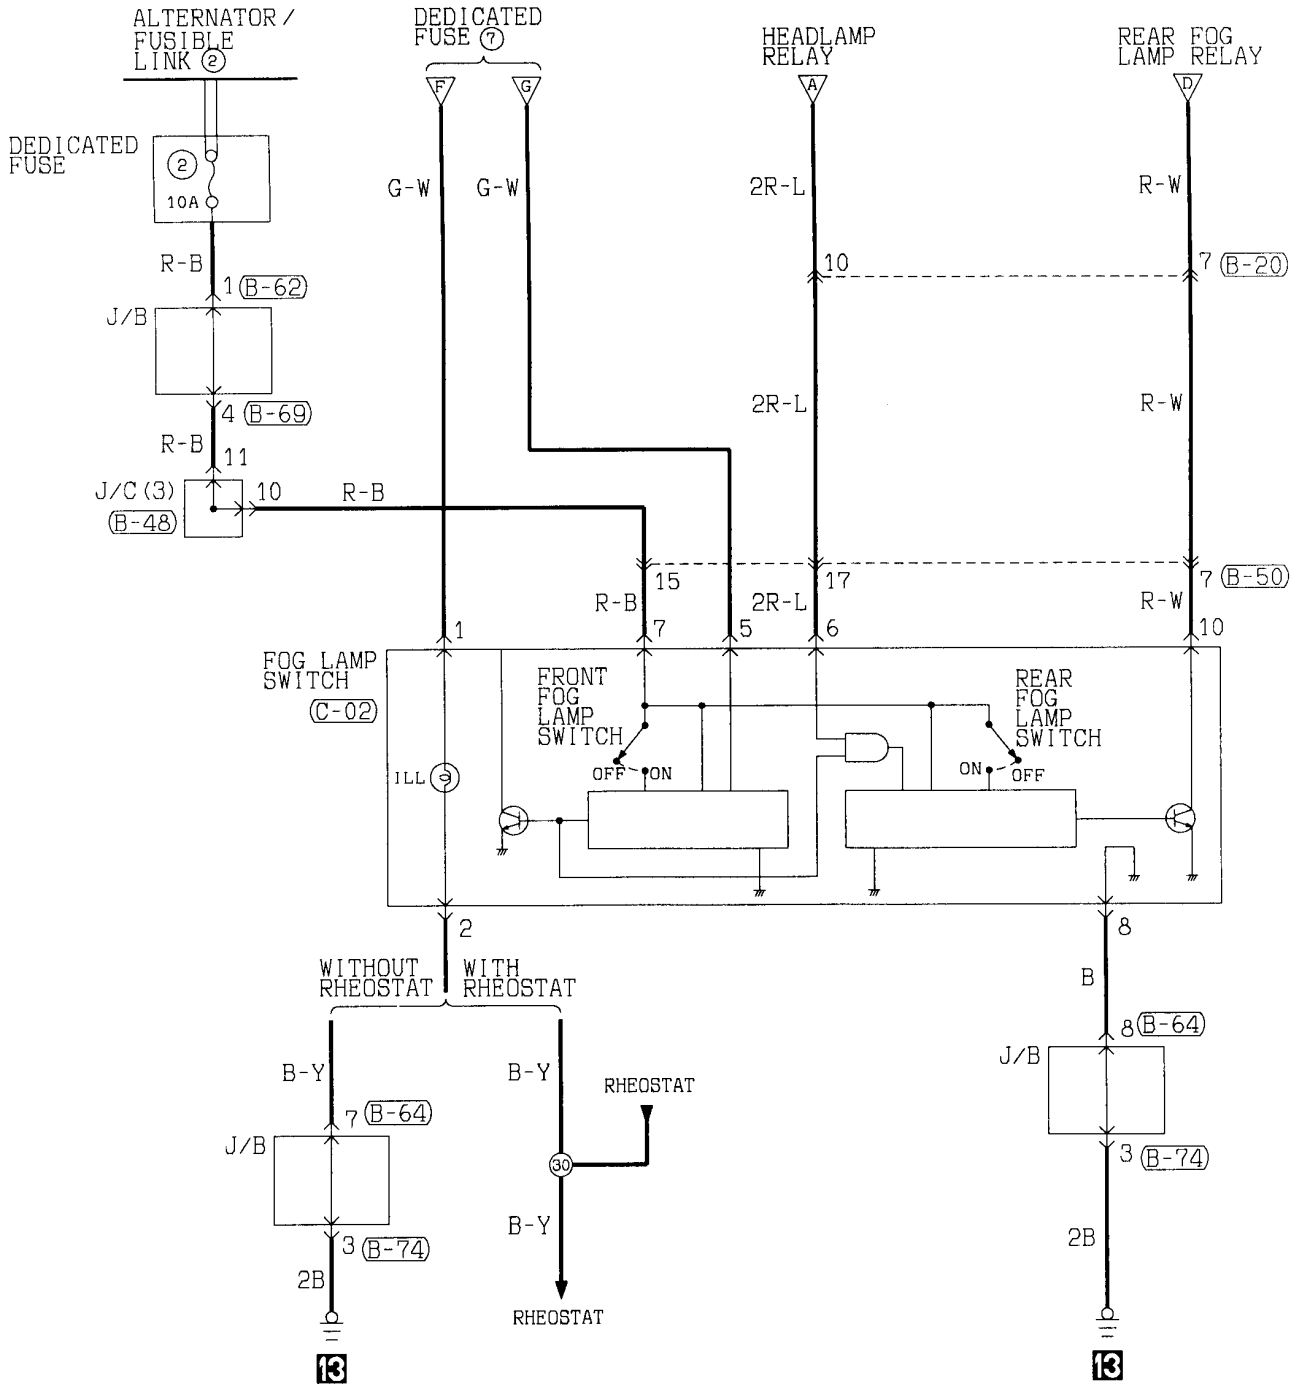 ALTERNATOR/
FUSIBLE
LINK ②
DEDICATED
FUSE ⑦
HEADLAMP
RELAY
REAR FOG
LAMP RELAY
F
G
A
D
DEDICATED
FUSE
②
10A
G-W
G-W
2R-L
R-W
R-B
1 B-62
10
7 B-20
J/B
4 B-69
2R-L
R-W
R-B
11
J/C(3)
B-48
10
R-B
15
17
7 B-50
R-B
2R-L
R-W
1
7
5
6
10
FOG LAMP
SWITCH
C-02
FRONT
FOG
LAMP
SWITCH
REAR
FOG
LAMP
SWITCH
ILL
OFF
ON
ON
OFF
2
8
WITHOUT
RHEOSTAT
WITH
RHEOSTAT
B
8 B-64
J/B
B-Y
B-Y
RHEOSTAT
7 B-64
J/B
30
3 B-74
B-Y
3 B-74
2B
2B
RHEOSTAT
13
13